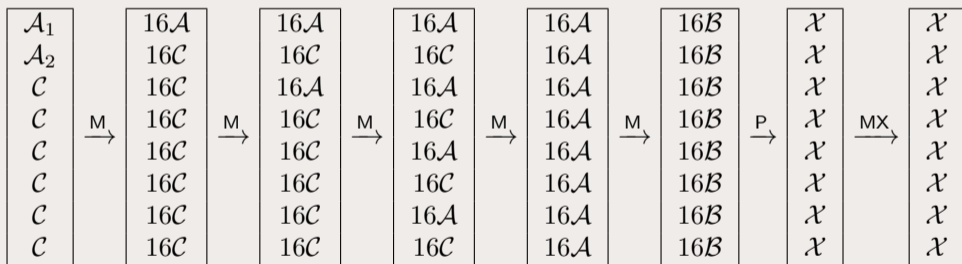 𝒜₁ 16𝒜 16𝒜 16𝒜 16𝒜 16ℬ 𝒳 𝒳
𝒜₂ 16𝒞 16𝒞 16𝒞 16𝒜 16ℬ 𝒳 𝒳
𝒞 16𝒞 16𝒜 16𝒞 16𝒜 16ℬ 𝒳 𝒳
𝒞 M→ 16𝒞 M→ 16𝒞 M→ 16𝒞 M→ 16𝒜 M→ 16ℬ P→ 𝒳 MX→ 𝒳
𝒞 16𝒞 16𝒞 16𝒜 16𝒜 16ℬ 𝒳 𝒳
𝒞 16𝒞 16𝒞 16𝒞 16𝒜 16ℬ 𝒳 𝒳
𝒞 16𝒞 16𝒞 16𝒜 16𝒜 16ℬ 𝒳 𝒳
𝒞 16𝒞 16𝒞 16𝒞 16𝒜 16ℬ 𝒳 𝒳